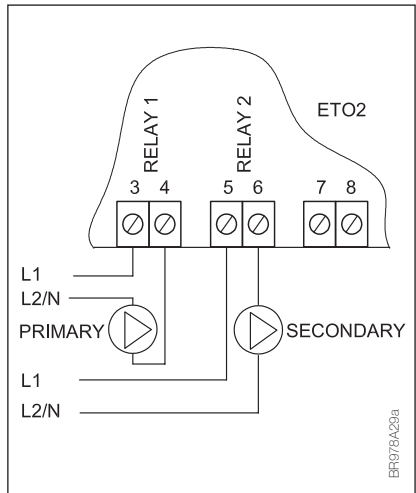 RELAY 1
RELAY 2
ETO2
3 4 5 6 7 8
L1
L2/N
PRIMARY
SECONDARY
L1
L2/N
BR978A29a